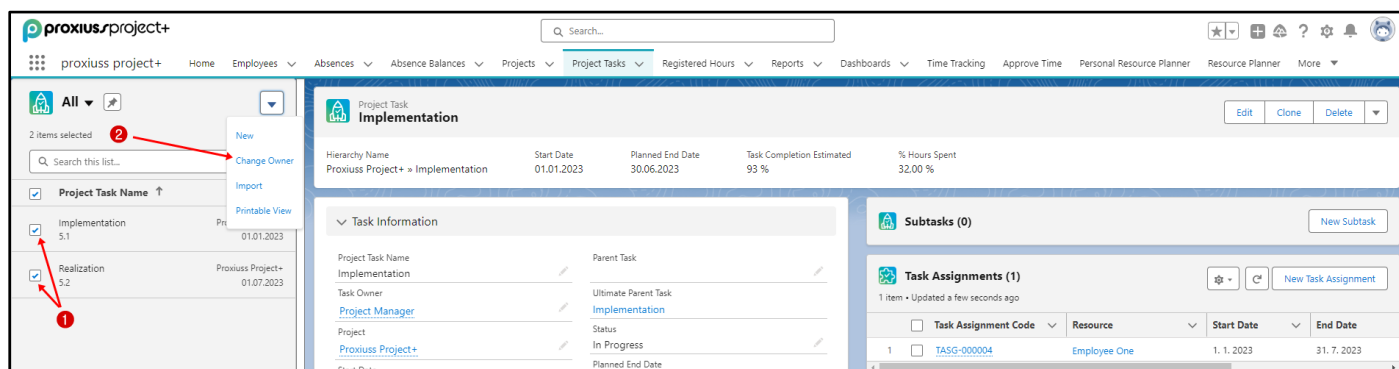 proxiuss project+
Search...
?
proxiuss project+ Home Employees Absences Absence Balances Projects Project Tasks Registered Hours Reports Dashboards Time Tracking Approve Time Personal Resource Planner Resource Planner More
All
2 items selected
2
New
Change Owner
Import
Printable View
Search this list...
Project Task Name
Implementation
5.1 01.01.2023
Realization Proxiuss Project+
5.2 01.07.2023
1
Project Task
Implementation
Edit Clone Delete
Hierarchy Name Start Date Planned End Date Task Completion Estimated % Hours Spent
Proxiuss Project+ » Implementation 01.01.2023 30.06.2023 93 % 32.00 %
Task Information
Project Task Name Parent Task
Implementation
Task Owner Ultimate Parent Task
Project Manager Implementation
Project Status
Proxiuss Project+ In Progress
Planned End Date
Subtasks (0)
New Subtask
Task Assignments (1)
New Task Assignment
1 item • Updated a few seconds ago
Task Assignment Code Resource Start Date End Date
1 TASG-000004 Employee One 1. 1. 2023 31. 7. 2023